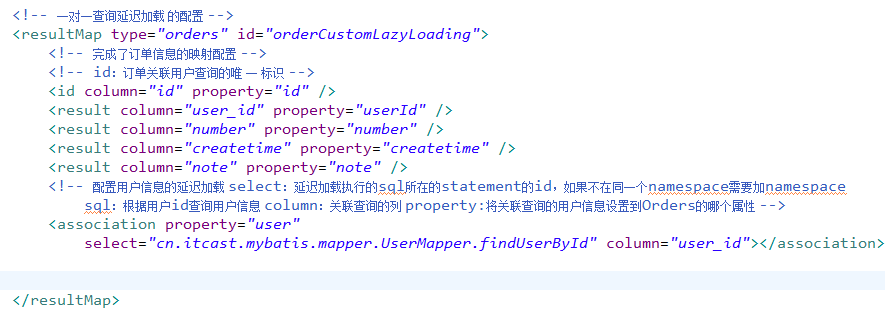 <!-- 一对一查询延迟加载 的配置 -->
<resultMap type="orders" id="orderCustomLazyLoading">
<!-- 完成了订单信息的映射配置 -->
<!-- id：订单关联用户查询的唯 一 标识 -->
<id column="id" property="id" />
<result column="user_id" property="userId" />
<result column="number" property="number" />
<result column="createtime" property="createtime" />
<result column="note" property="note" />
<!-- 配置用户信息的延迟加载 select：延迟加载执行的sql所在的statement的id，如果不在同一个namespace需要加namespace
sql：根据用户id查询用户信息 column：关联查询的列 property:将关联查询的用户信息设置到Orders的哪个属性 -->
<association property="user"
select="cn.itcast.mybatis.mapper.UserMapper.findUserById" column="user_id"></association>
</resultMap>